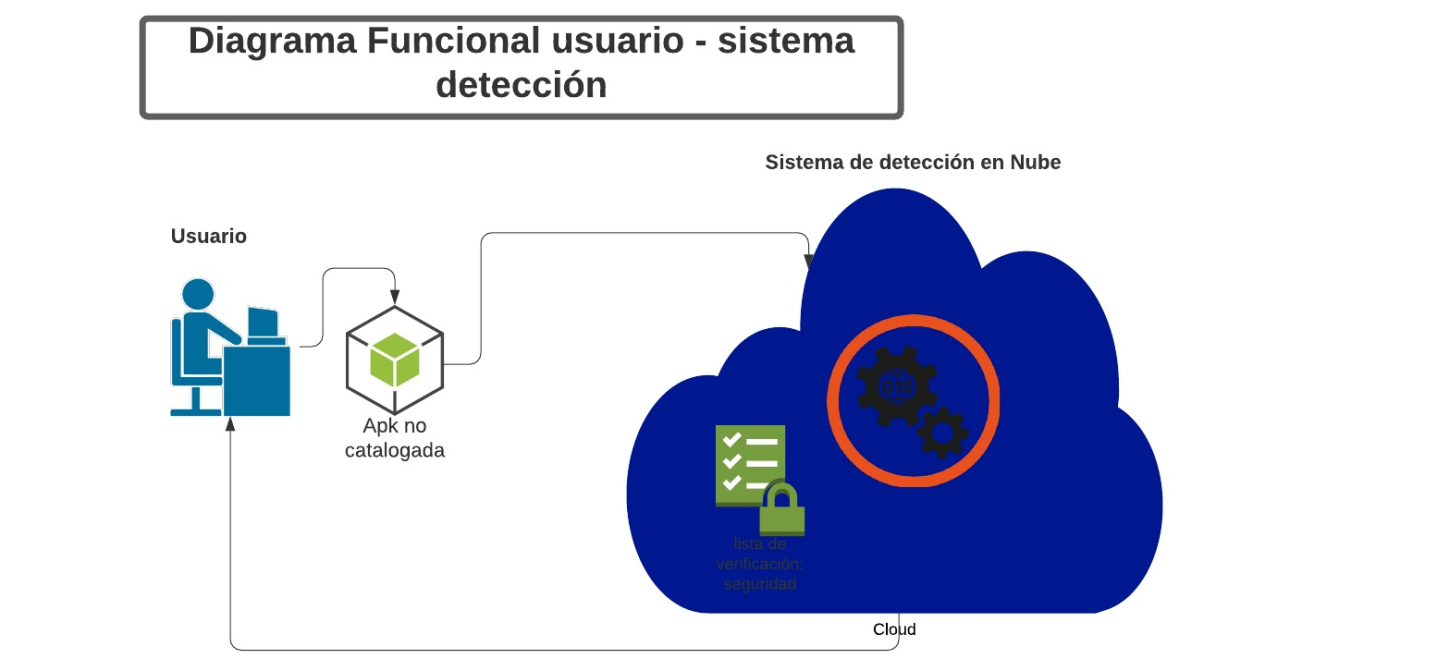 Diagrama Funcional usuario - sistema
detección
Sistema de detección en Nube
Usuario
Apk no
catalogada
010
lista de
verificación:
seguridad
Cloud